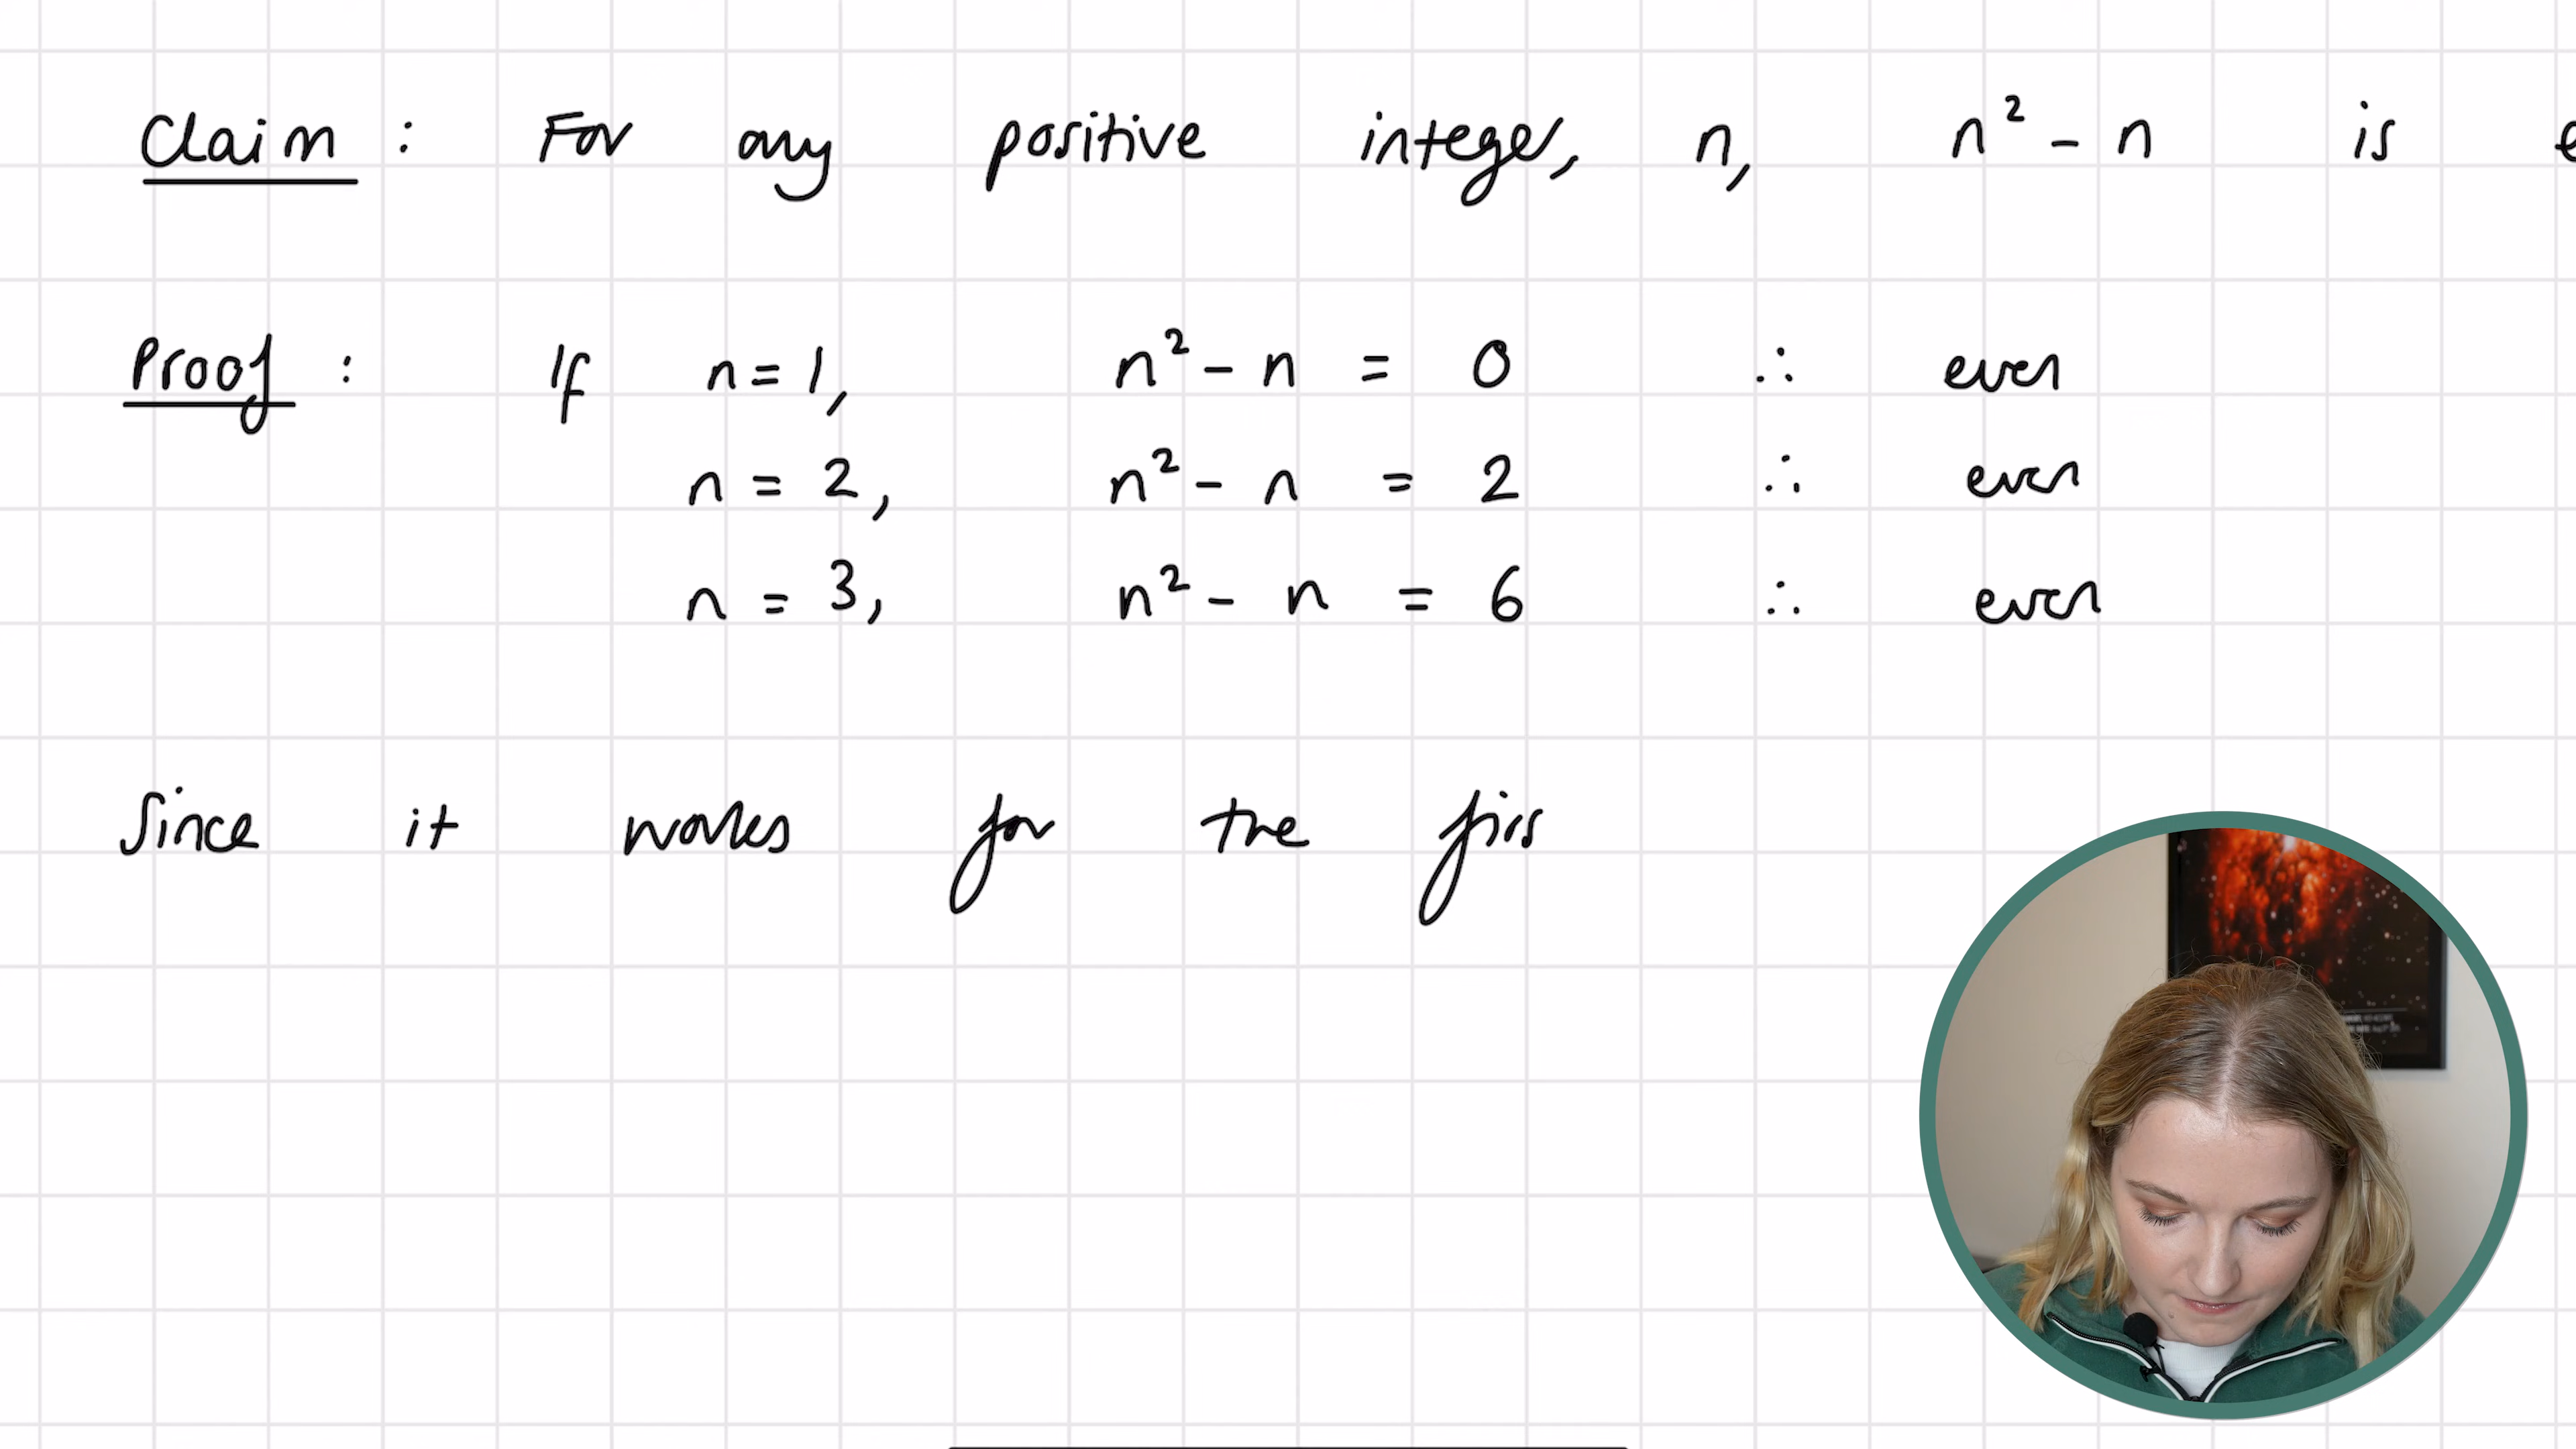 Claim : For any positive integer, n, n² - n is e
Proof : If n = 1, n² - n = 0 ∴ even
n = 2, n² - n = 2 ∴ even
n = 3, n² - n = 6 ∴ even
Since it works for the firs